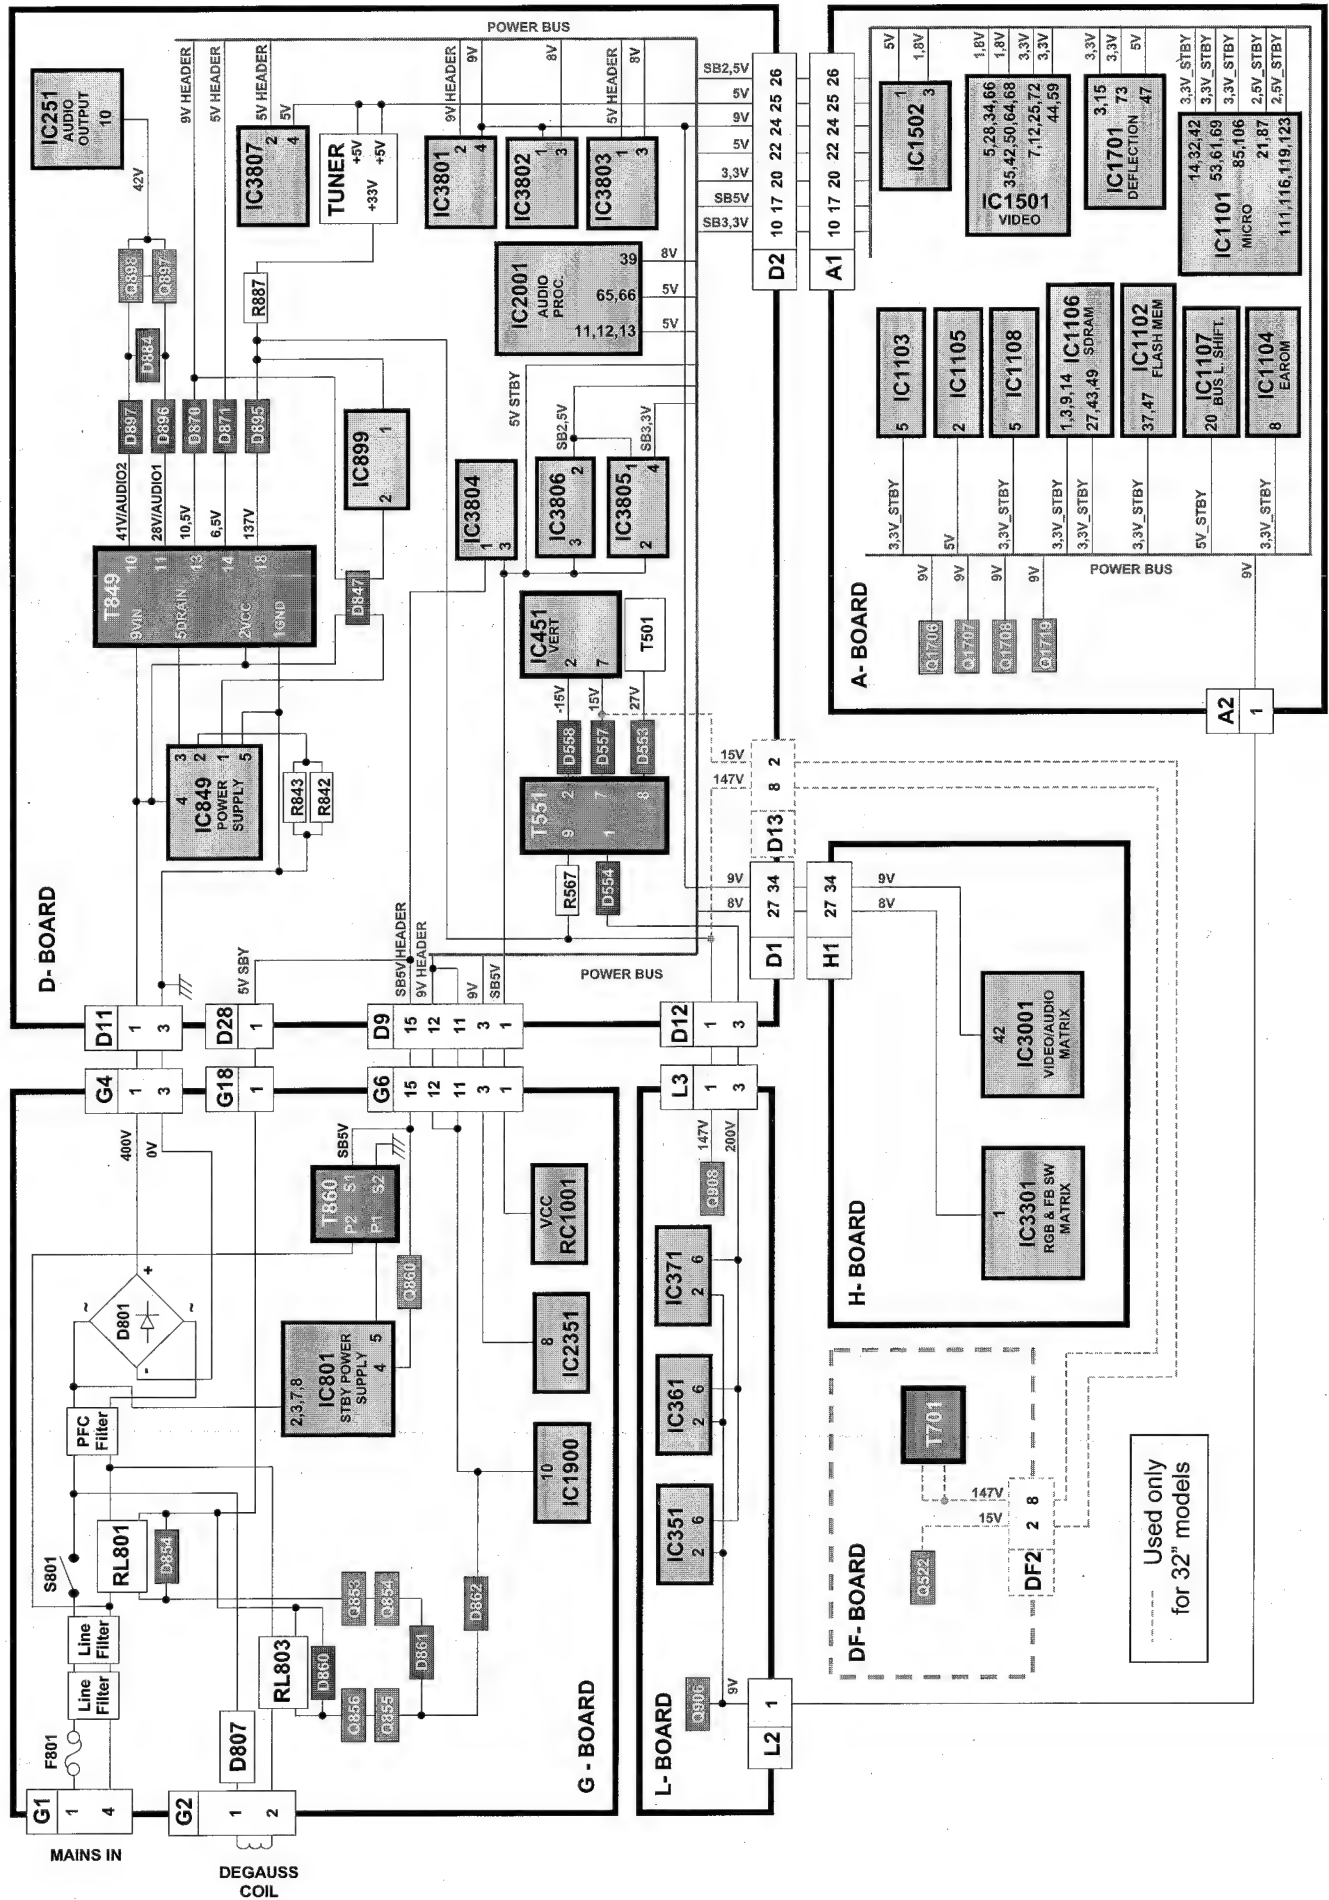 MAINS IN
G1
1
4
F801
Line
Filter
Line
Filter
S801
RL801
D854
PFC
Filter
D801
~
~
+
-
400V
0V
G4
1
3
G18
1
G2
1
2
DEGAUSS
COIL
D807
RL803
D860
Q856
Q855
Q853
Q854
D861
D862
2,3,7,8
IC801
STBY POWER
SUPPLY
5
4
T860
P2 S1
P1 S2
SB5V
Q860
G6
15
12
11
3
1
VCC
RC1001
8
IC2351
10
IC1900
G - BOARD
D- BOARD
D11
1
3
D28
1
5V SBY
D9
15
12
11
3
1
SB5V HEADER
9V HEADER
9V
SB5V
POWER BUS
D12
1
3
IC849
POWER
SUPPLY
4
3
2
1
5
R843
R842
T849
9VIN
5DRAIN
2VCC
1GND
10
11
13
14
18
41V/AUDIO2
28V/AUDIO1
10,5V
6,5V
137V
D897
D896
D870
D871
D895
D884
Q898
Q897
42V
IC251
AUDIO
OUTPUT
10
D847
IC899
2
1
R887
9V HEADER
5V HEADER
5V HEADER
5V
IC3807
2
4
TUNER
+5V
+5V
+33V
POWER BUS
9V HEADER
9V
IC3801
2
4
8V
IC3802
1
3
5V HEADER
8V
IC3803
1
3
IC2001
AUDIO
PROC.
39
65,66
11,12,13
8V
5V
5V
5V STBY
IC3804
1
3
IC3806
3
2
SB2,5V
IC3805
2
1
4
SB3,3V
IC451
VERT
2
7
T501
-15V
15V
27V
D558
D557
D553
T551
9
1
2
7
8
R567
D554
SB2,5V
5V
9V
5V
3,3V
SB5V
SB3,3V
D2
10 17 20 22 24 25 26
A1
10 17 20 22 24 25 26
15V
147V
D13
8 2
9V
8V
D1
27 34
H1
27 34
9V
8V
42
IC3001
VIDEO/AUDIO
MATRIX
1
IC3301
RGB & FB SW
MATRIX
H- BOARD
L3
1
3
147V
200V
Q908
IC371
2 6
IC361
2 6
IC351
2 6
Q906
9V
L2
1
L- BOARD
A- BOARD
5V
1,8V
IC1502
1
3
1,8V
1,8V
3,3V
3,3V
5,28,34,66
35,42,50,64,68
7,12,25,72
44,59
IC1501
VIDEO
3,3V
3,3V
5V
3,15
73
47
IC1701
DEFLECTION
3,3V_STBY
3,3V_STBY
3,3V_STBY
2,5V_STBY
2,5V_STBY
14,32,42
53,61,69
85,106
21,87
111,116,119,123
IC1101
MICRO
IC1103
5
IC1105
2
IC1108
5
IC1106
SDRAM
1,3,9,14
27,43,49
IC1102
FLASH MEM
37,47
IC1107
BUS L. SHIFT.
20
IC1104
EAROM
8
3,3V_STBY
5V
3,3V_STBY
3,3V_STBY
3,3V_STBY
3,3V_STBY
5V_STBY
3,3V_STBY
POWER BUS
9V
9V
9V
9V
9V
Q1706
Q1707
Q1708
Q1719
A2
1
DF- BOARD
T701
Q522
147V
15V
DF2
2 8
Used only
for 32" models